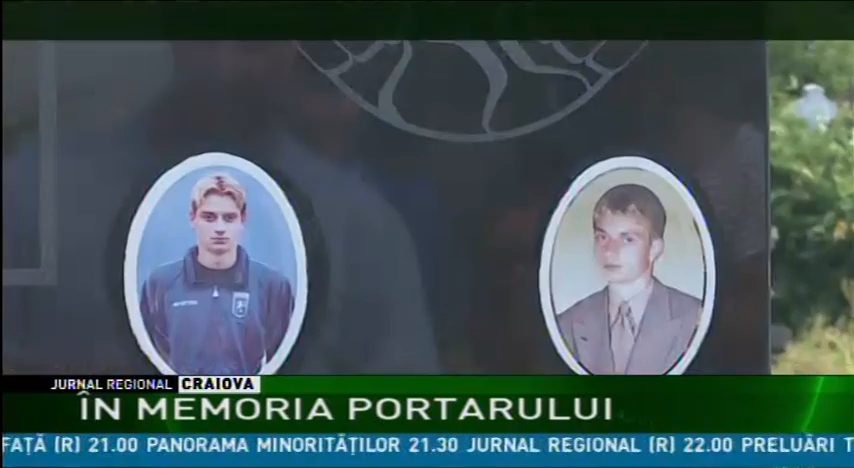 JURNAL REGIONAL CRAIOVA
ÎN MEMORIA PORTARULUI
FAȚĂ (R) 21.00 PANORAMA MINORITĂȚILOR 21.30 JURNAL REGIONAL (R) 22.00 PRELUĂRI T